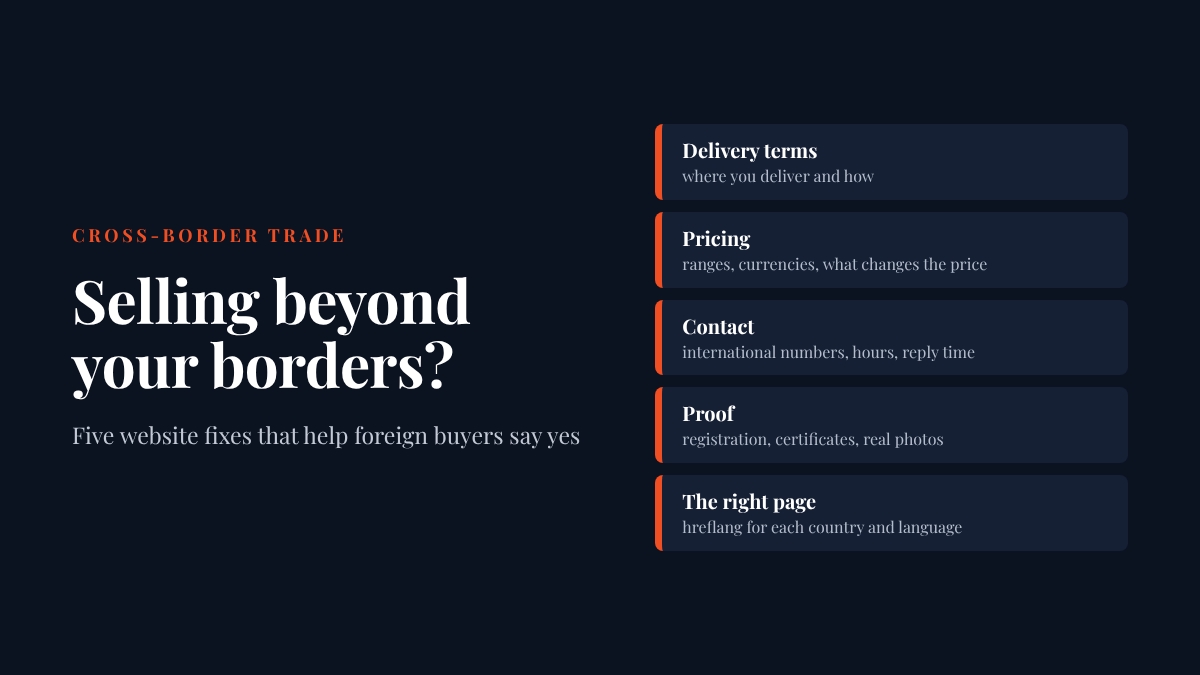 CROSS-BORDER TRADE
Selling beyond
your borders?
Five website fixes that help foreign buyers say yes
Delivery terms
where you deliver and how
Pricing
ranges, currencies, what changes the price
Contact
international numbers, hours, reply time
Proof
registration, certificates, real photos
The right page
hreflang for each country and language